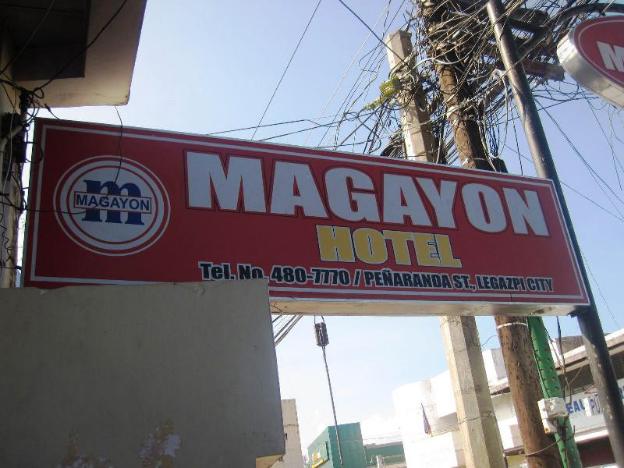 m
MAGAYON
MAGAYON
HOTEL
Tel. No. 480-7770 / PEÑARANDA ST., LEGAZPI CITY
M